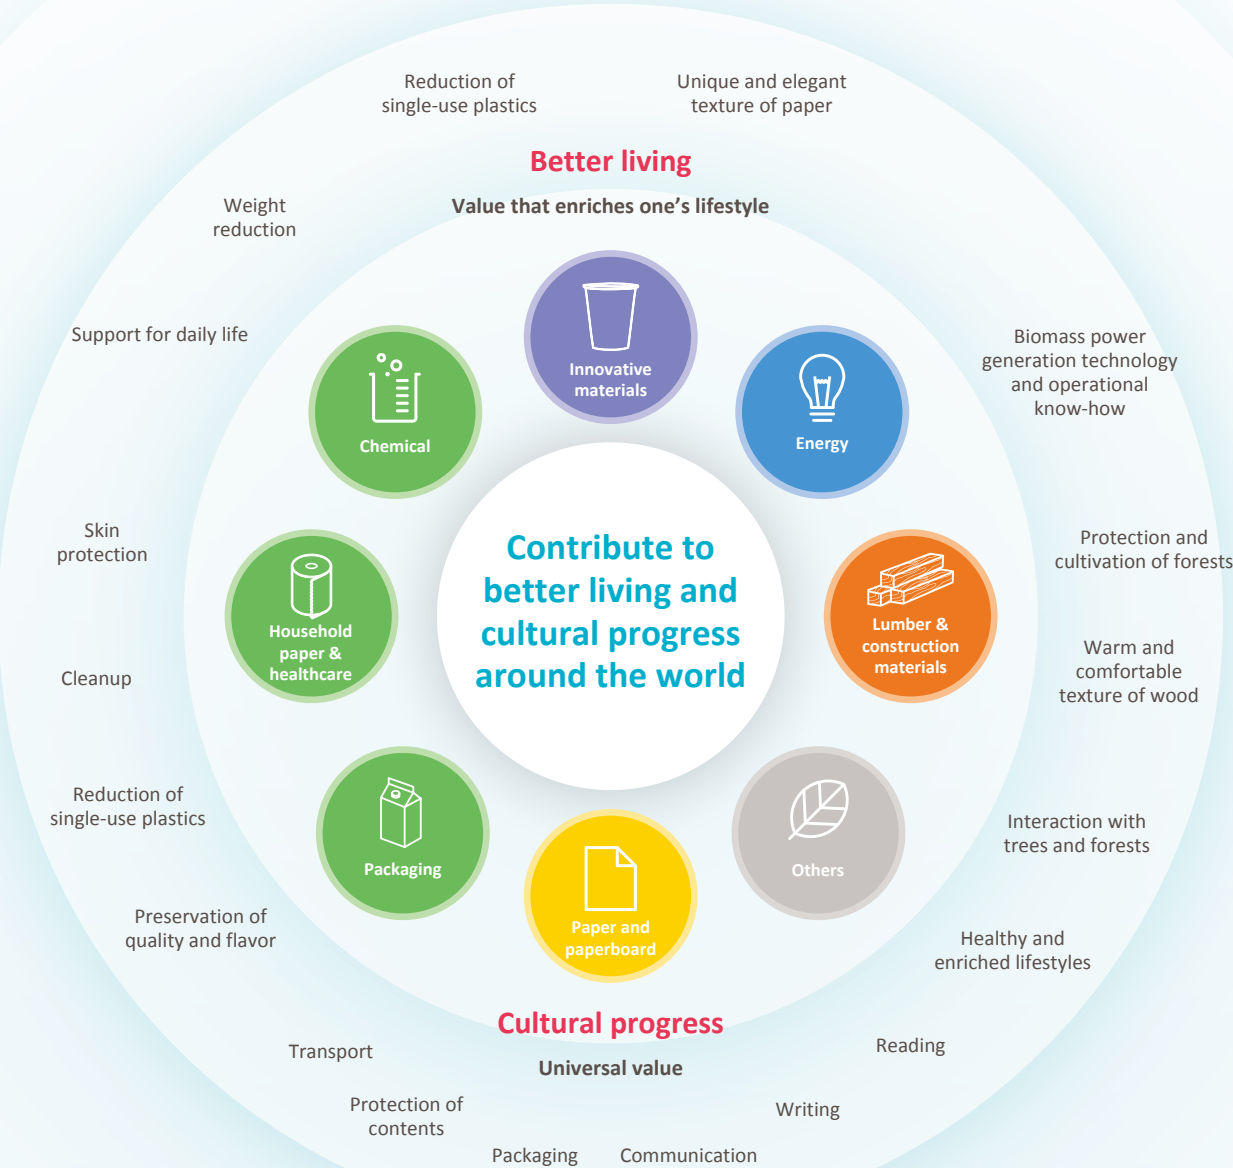 Reduction of
single-use plastics
Unique and elegant
texture of paper
Better living
Value that enriches one’s lifestyle
Weight
reduction
Support for daily life
Biomass power
generation technology
and operational
know-how
Innovative
materials
Chemical
Energy
Skin
protection
Protection and
cultivation of forests
Contribute to
better living and
cultural progress
around the world
Household
paper &
healthcare
Lumber &
construction
materials
Cleanup
Warm and
comfortable
texture of wood
Reduction of
single-use plastics
Interaction with
trees and forests
Packaging
Others
Preservation of
quality and flavor
Paper and
paperboard
Healthy and
enriched lifestyles
Cultural progress
Universal value
Transport
Reading
Protection of
contents
Writing
Packaging
Communication